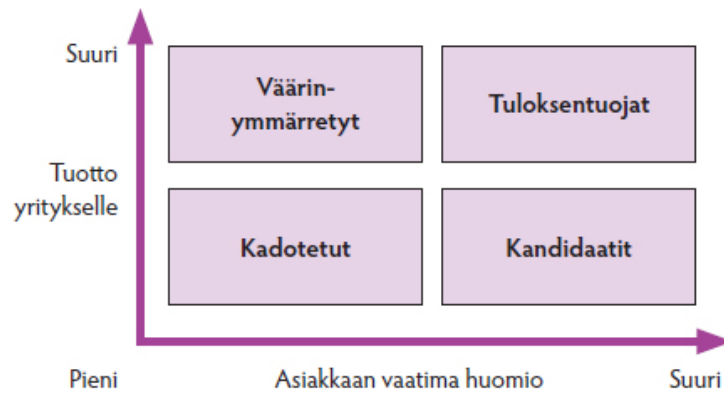 Suuri
Väärin-
ymmärretyt
Tuloksentuojat
Tuotto
yritykselle
Kadotetut
Kandidaatit
Pieni
Asiakkaan vaatima huomio
Suuri